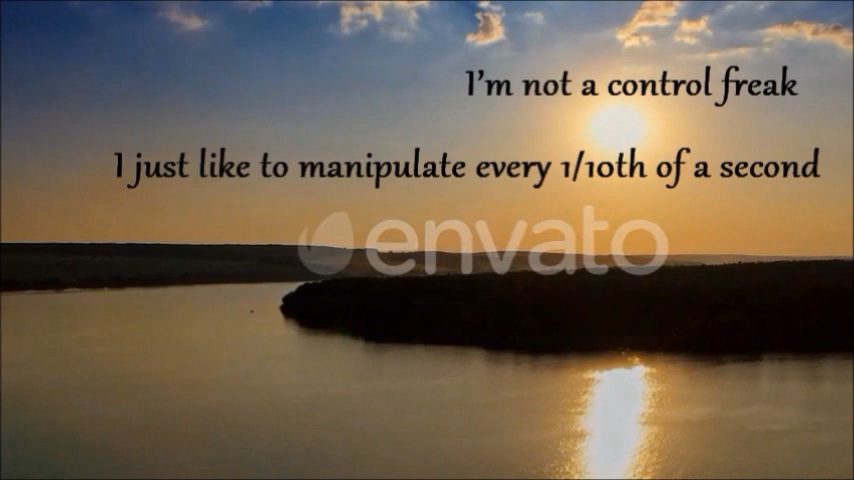 I'm not a control freak
I just like to manipulate every 1/10th of a second
envato